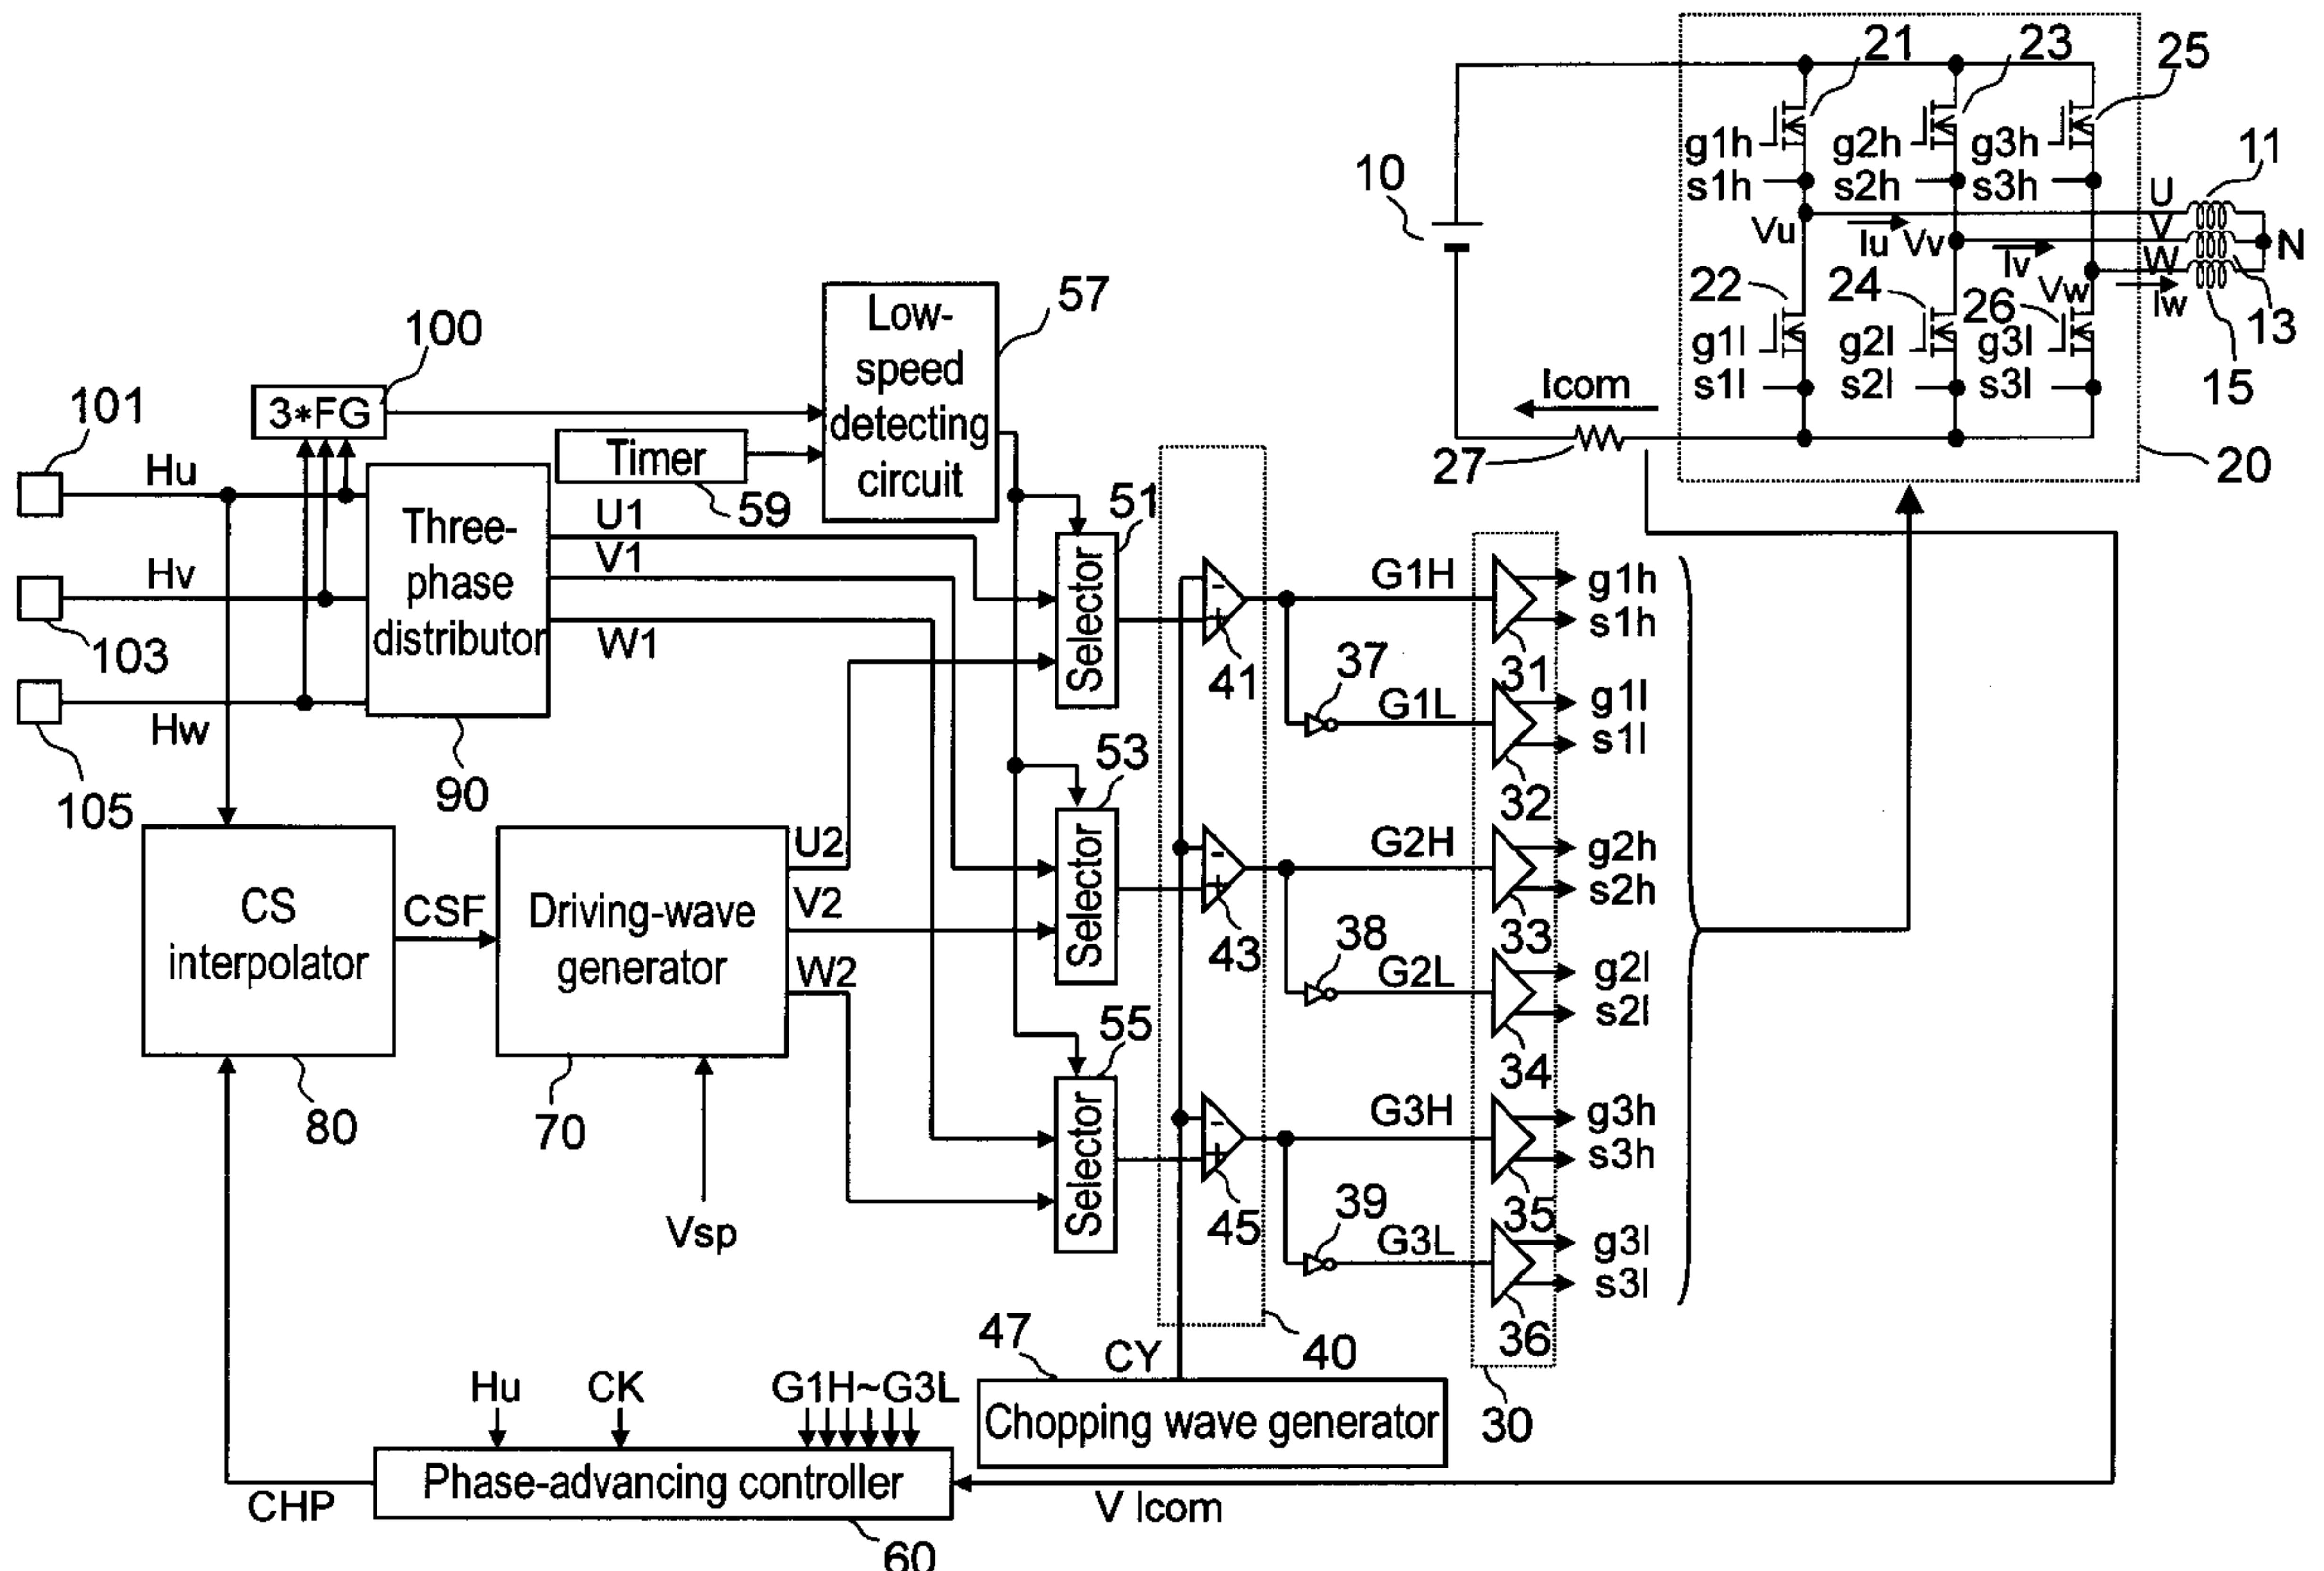 21
23
25
g1h
g2h
g3h
11
10
s1h
s2h
s3h
U
Vu
Iu
Vv
V
N
Iv
W
22
24
Vw
Iw
26
13
g1l
g2l
g3l
15
s1l
s2l
s3l
Icom
27
20
100
Low-
speed
detecting
circuit
57
101
3*FG
Timer
59
Hu
Three-
phase
distributor
U1
V1
W1
51
Selector
Hv
103
Hw
105
90
41
G1H
g1h
s1h
31
37
G1L
g1l
s1l
32
53
Selector
U2
V2
W2
CS
interpolator
CSF
Driving-wave
generator
43
G2H
g2h
s2h
33
38
G2L
g2l
s2l
34
55
Selector
80
70
Vsp
45
G3H
g3h
s3h
35
39
G3L
g3l
s3l
36
47
CY
40
30
Chopping wave generator
Hu
CK
G1H~G3L
Phase-advancing controller
CHP
V Icom
60